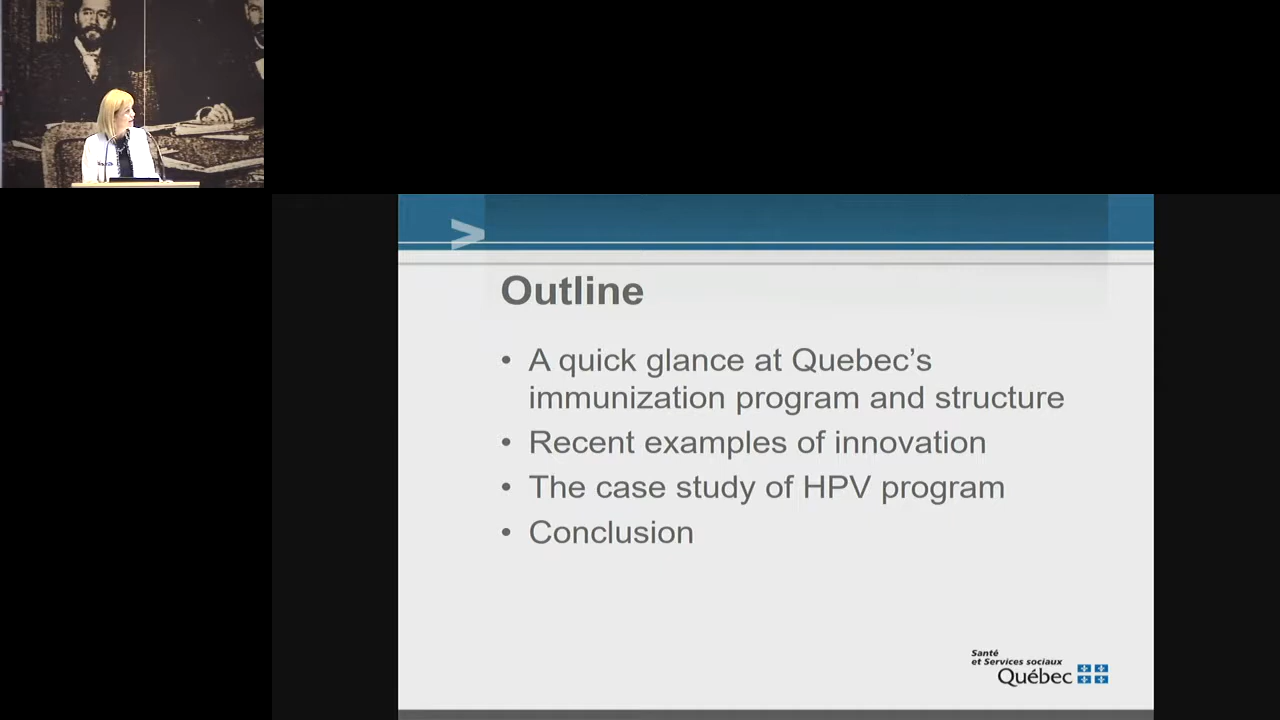 >
Outline
• A quick glance at Quebec’s
immunization program and structure
• Recent examples of innovation
• The case study of HPV program
• Conclusion
Santé
et Services sociaux
Québec